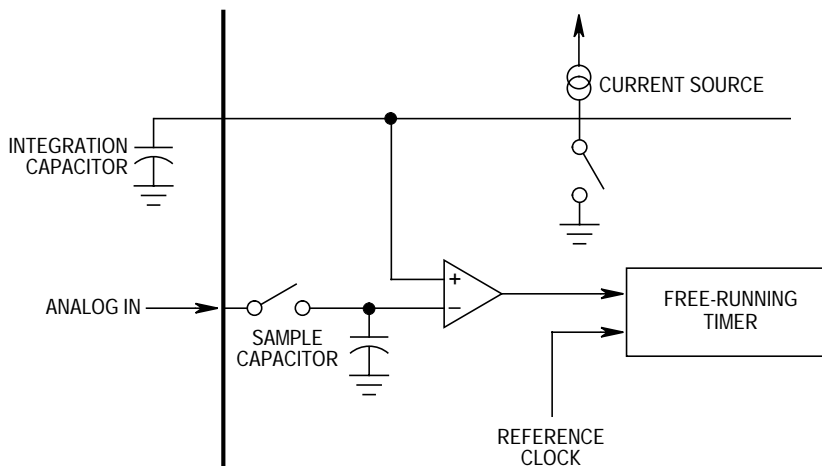 CURRENT SOURCE
INTEGRATION
CAPACITOR
+
−
ANALOG IN
SAMPLE
CAPACITOR
FREE-RUNNING
TIMER
REFERENCE
CLOCK